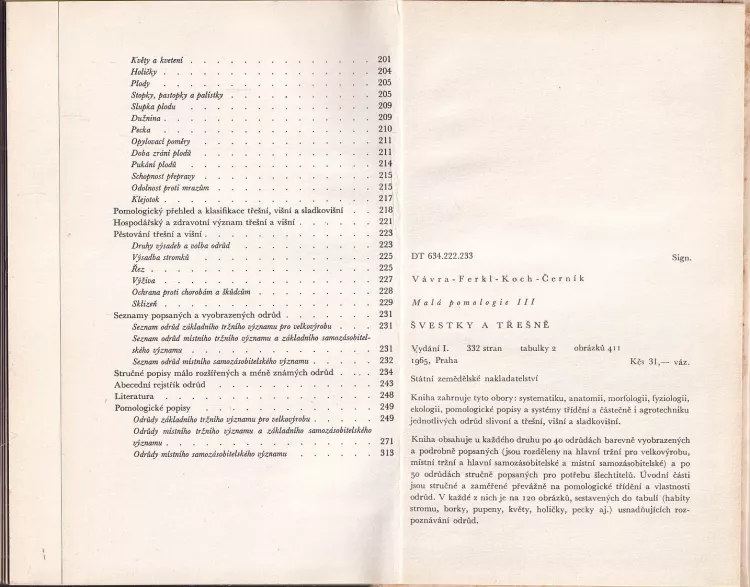 Květy a kvetení . . . . . . . . . . . . . . 201
Holičky . . . . . . . . . . . . . . . . 204
Plody . . . . . . . . . . . . . . . . 205
Stopky, pastopky a palistky . . . . . . . . . . . 205
Slupka plodu . . . . . . . . . . . . . . 209
Dužnina . . . . . . . . . . . . . . . . 209
Pecka . . . . . . . . . . . . . . . . 210
Opylovací poměry . . . . . . . . . . . . . 211
Doba zrání plodů . . . . . . . . . . . . . 211
Pukání plodů . . . . . . . . . . . . . . 214
Schopnost přepravy . . . . . . . . . . . . . 215
Odolnost proti mrazům . . . . . . . . . . . . 215
Klejotok . . . . . . . . . . . . . . . . 217
Pomologický přehled a klasifikace třešní, višní a sladkovišní . . 218
Hospodářský a zdravotní význam třešní a višní . . . . . . 221
Pěstování třešní a višní . . . . . . . . . . . . . 223
Druhy výsadeb a volba odrůd . . . . . . . . . . . 223
Výsadba stromků . . . . . . . . . . . . . . 225
Řez . . . . . . . . . . . . . . . . . 225
Výživa . . . . . . . . . . . . . . . . 227
Ochrana proti chorobám a škůdcům . . . . . . . . . 228
Sklizeň . . . . . . . . . . . . . . . . 229
Seznamy popsaných a vyobrazených odrůd . . . . . . . 231
Seznam odrůd základního tržního významu pro velkovýrobu . . . 231
Seznam odrůd místního tržního významu a základního samozásobitel-
ského významu . . . . . . . . . . . . . . 231
Seznam odrůd místního samozásobitelského významu . . . . . 232
Stručné popisy málo rozšířených a méně známých odrůd . . . 234
Abecední rejstřík odrůd . . . . . . . . . . . . . 243
Literatura . . . . . . . . . . . . . . . . 248
Pomologické popisy . . . . . . . . . . . . . . 249
Odrůdy základního tržního významu pro velkovýrobu . . . . . 249
Odrůdy místního tržního významu a základního samozásobitelského
významu . . . . . . . . . . . . . . . . 271
Odrůdy místního samozásobitelského významu . . . . . . 313
DT 634.222.233 Sign.
Vávra-Ferkl-Koch-Černík
Malá pomologie III
ŠVESTKY A TŘEŠNĚ
Vydání I. 332 stran tabulky 2 obrázků 411
1965, Praha Kčs 31,— váz.
Státní zemědělské nakladatelství
Kniha zahrnuje tyto obory: systematiku, anatomii, morfologii, fyziologii,
ekologii, pomologické popisy a systémy třídění a částečně i agrotechniku
jednotlivých odrůd slivoní a třešní, višní a sladkovišní.
Kniha obsahuje u každého druhu po 40 odrůdách barevně vyobrazených
a podrobně popsaných (jsou rozděleny na hlavní tržní pro velkovýrobu,
místní tržní a hlavní samozásobitelské a místní samozásobitelské) a po
50 odrůdách stručně popsaných pro potřebu šlechtitelů. Úvodní části
jsou stručné a zaměřené převážně na pomologické třídění a vlastnosti
odrůd. V každé z nich je na 120 obrázků, sestavených do tabulí (habity
stromu, borky, pupeny, květy, holičky, pecky aj.) usnadňujících roz-
poznávání odrůd.